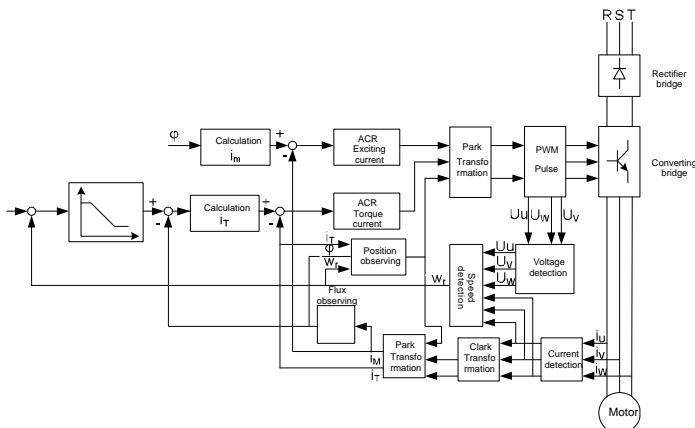 R S T
Rectifier
bridge
φ
Calculation
im
+
-
ACR
Exciting
current
Park
Transfo
rmation
PWM
Pulse
Converting
bridge
+
-
Calculation
iT
+
-
ACR
Torque
current
Uu
Uw
Uv
iT
φ
Wr
Position
observing
Wr
Speed
detection
Uu
Uv
Uw
Voltage
detection
Flux
observing
iM
iT
Park
Transfo
rmation
Clark
Transfo
rmation
Current
detection
iu
iv
iw
Motor